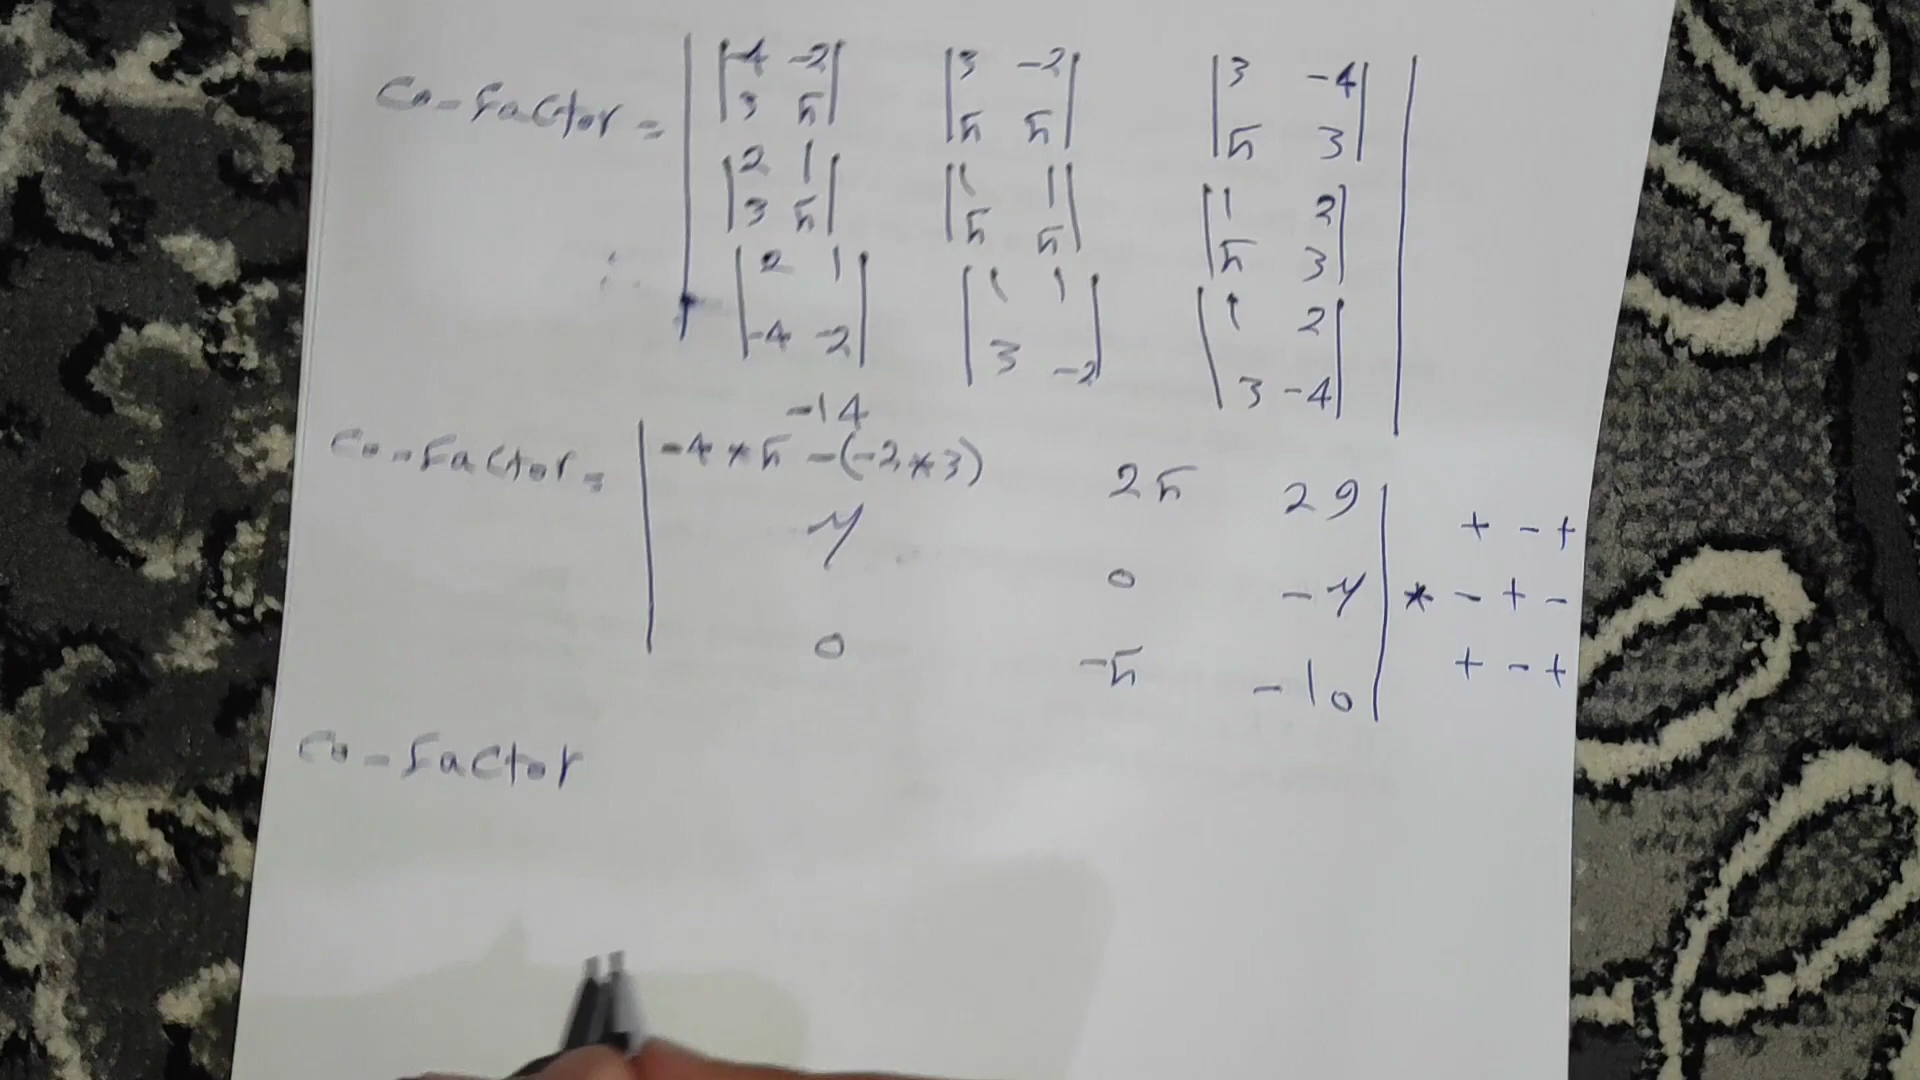 Co-factor = | |-4 -2| |3 -2| |3 -4| |
|3 5| |5 5| |5 3|
|2 1| |1 1| |1 2|
|3 5| |5 5| |5 3|
|2 1| |1 1| |1 2|
|-4 -2| |3 -2| |3 -4|
-14
Co-factor = | -4 * 5 - (-2 * 3) 25 29 | + - +
7 0 -7 * - + -
0 -5 -10 + - +
Co-factor